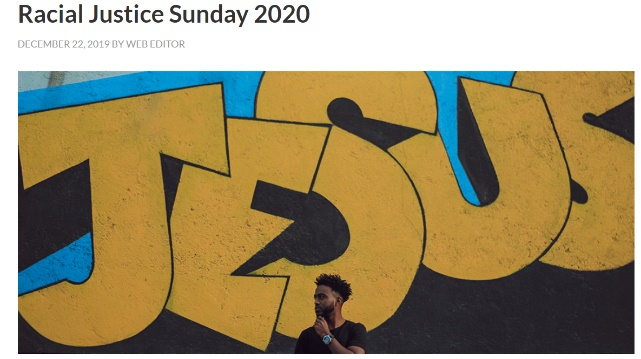 Racial Justice Sunday 2020
DECEMBER 22, 2019 BY WEB EDITOR
JESUS